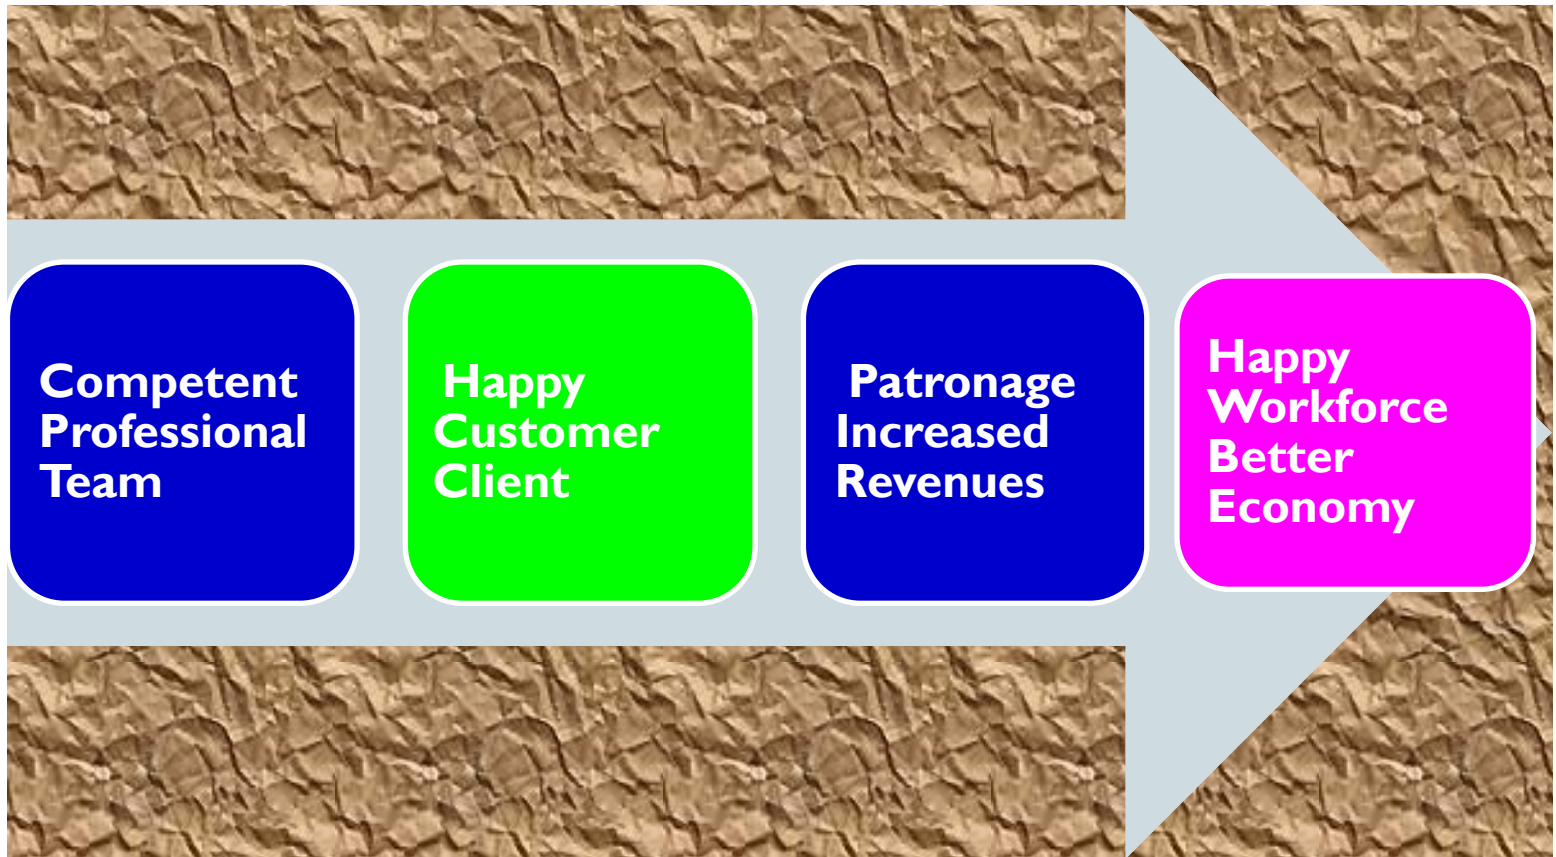 Competent
Professional
Team
Happy
Customer
Client
Patronage
Increased
Revenues
Happy
Workforce
Better
Economy